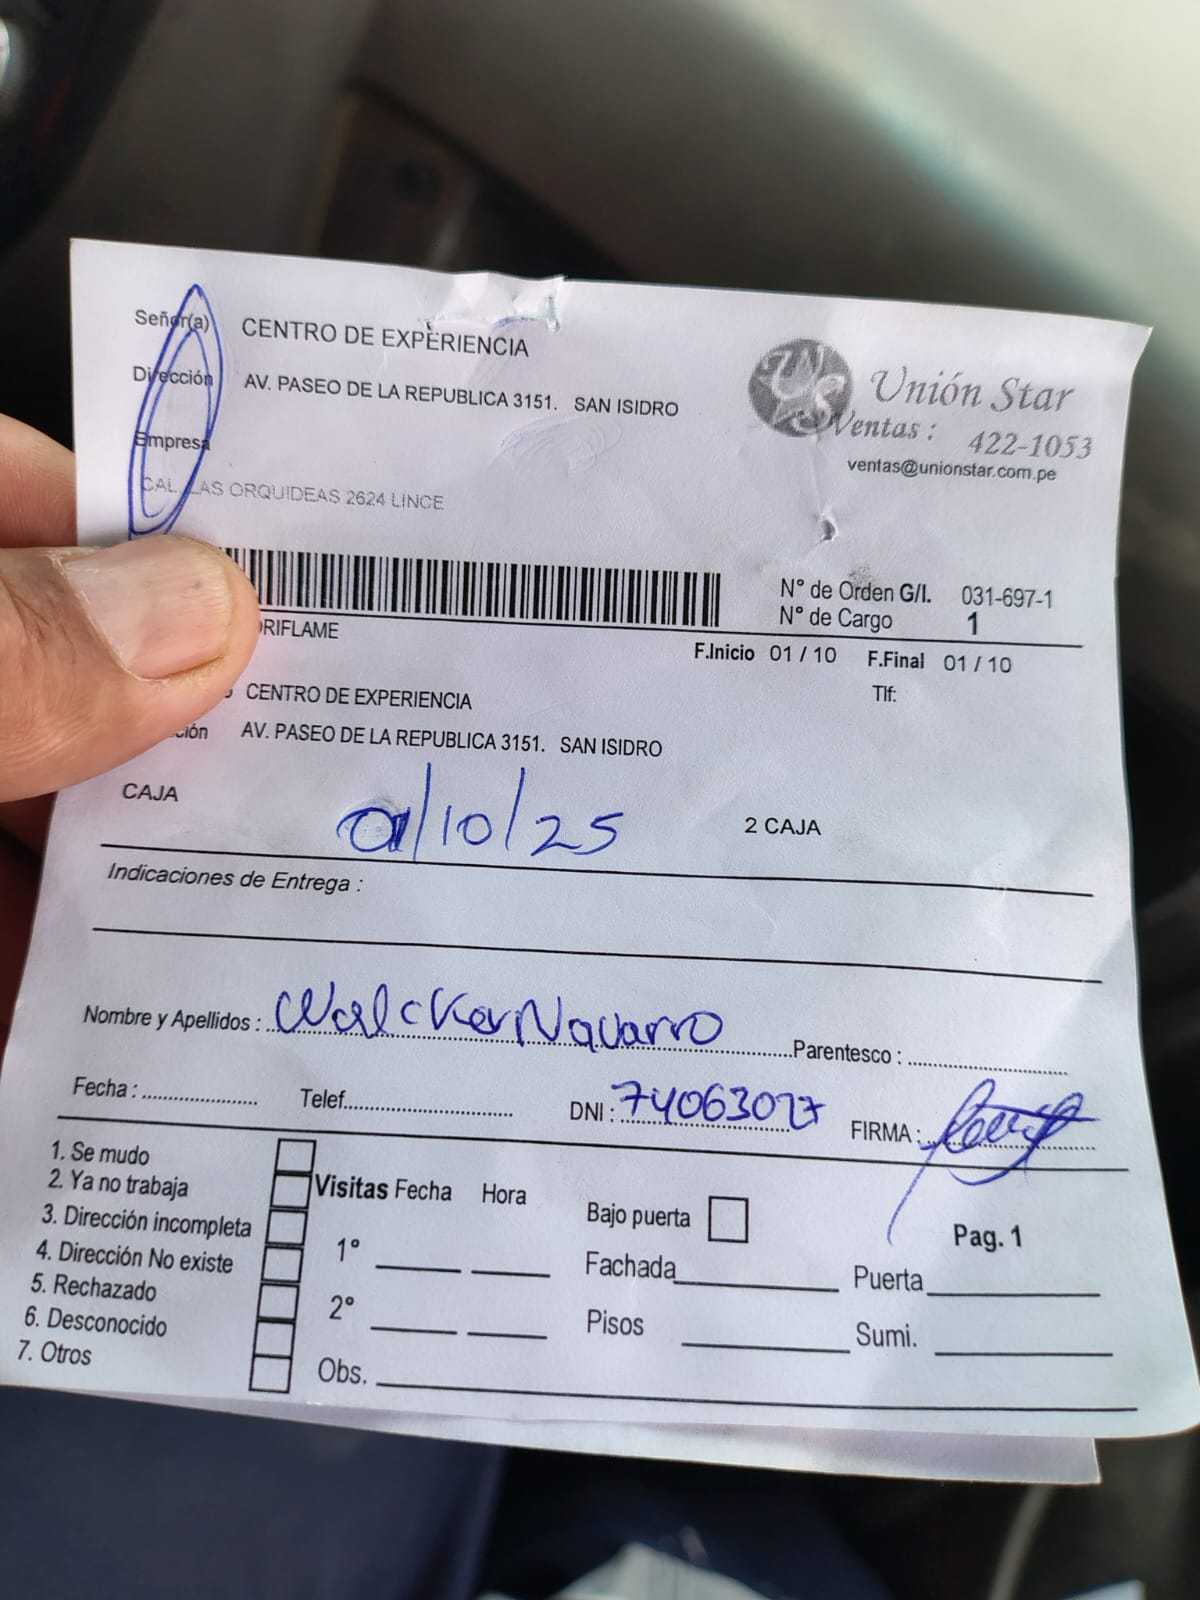 Señor(a) CENTRO DE EXPERIENCIA
Dirección AV. PASEO DE LA REPUBLICA 3151. SAN ISIDRO
Empresa
CAL. LAS ORQUIDEAS 2624 LINCE
Unión Star
Ventas : 422-1053
ventas@unionstar.com.pe
N° de Orden G/I. 031-697-1
N° de Cargo 1
ORIFLAME
F.Inicio 01 / 10 F.Final 01 / 10
CENTRO DE EXPERIENCIA Tlf:
AV. PASEO DE LA REPUBLICA 3151. SAN ISIDRO
CAJA 01/10/25 2 CAJA
Indicaciones de Entrega :
Nombre y Apellidos : Walcker Navarro Parentesco :
Fecha : Telef. DNI : 74063027 FIRMA :
1. Se mudo
2. Ya no trabaja
3. Dirección incompleta
4. Dirección No existe
5. Rechazado
6. Desconocido
7. Otros
Visitas Fecha Hora
1°
2°
Obs.
Bajo puerta
Fachada Puerta
Pisos Sumi.
Pag. 1